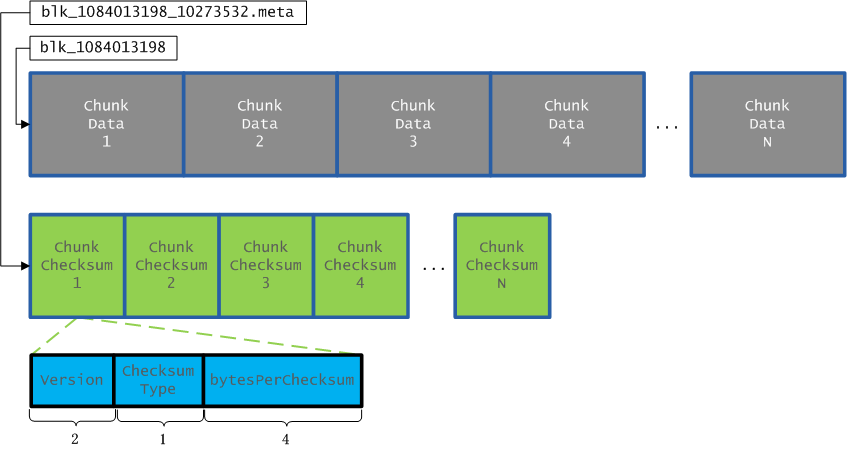 blk_1084013198_10273532.meta
blk_1084013198
Chunk
Data
1
Chunk
Data
2
Chunk
Data
3
Chunk
Data
4
...
Chunk
Data
N
Chunk
Checksum
1
Chunk
Checksum
2
Chunk
Checksum
3
Chunk
Checksum
4
...
Chunk
Checksum
N
Version
Checksum
Type
bytesPerChecksum
2
1
4